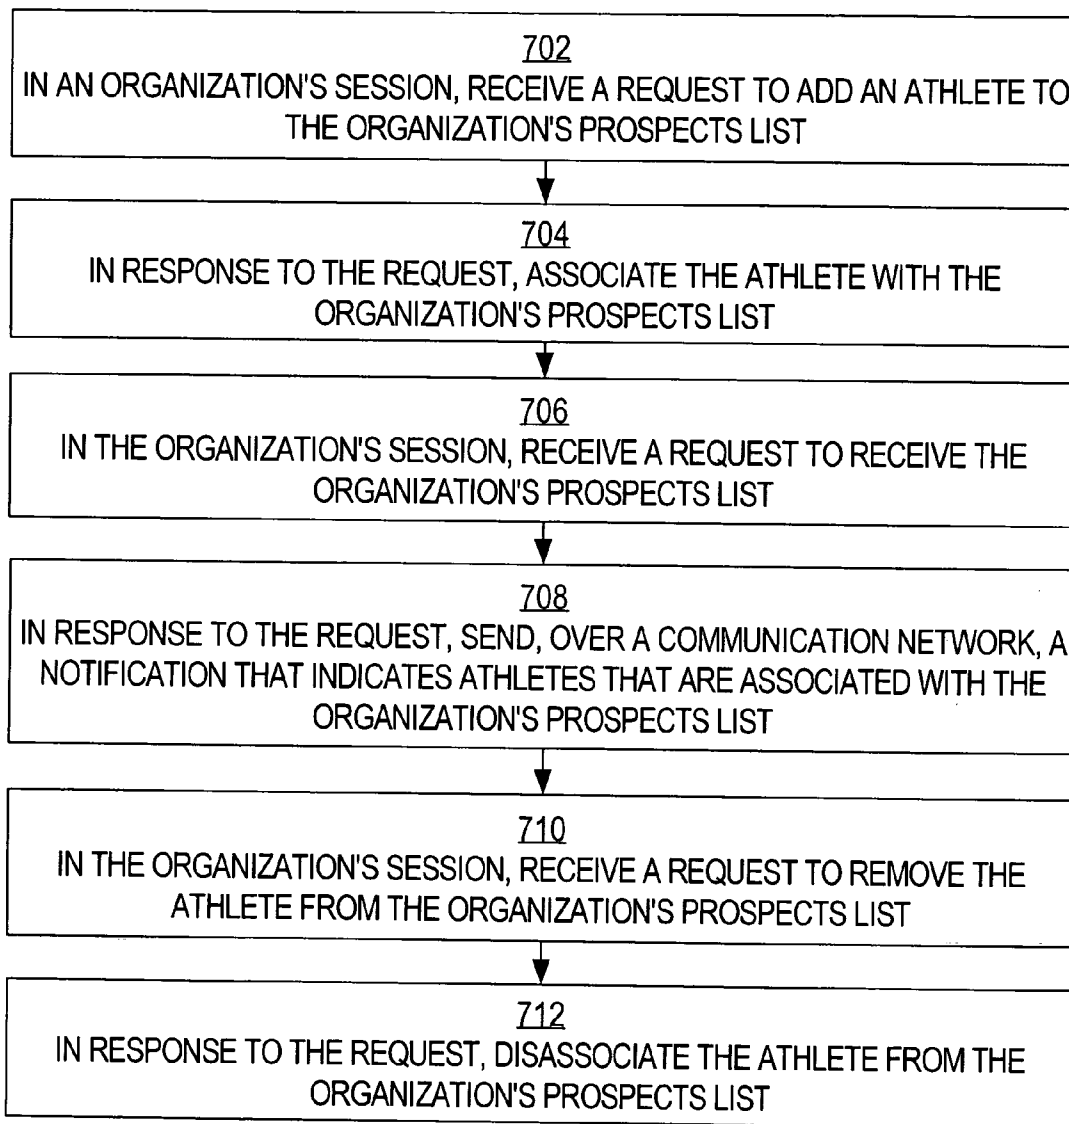 702
IN AN ORGANIZATION'S SESSION, RECEIVE A REQUEST TO ADD AN ATHLETE TO
THE ORGANIZATION'S PROSPECTS LIST
704
IN RESPONSE TO THE REQUEST, ASSOCIATE THE ATHLETE WITH THE
ORGANIZATION'S PROSPECTS LIST
706
IN THE ORGANIZATION'S SESSION, RECEIVE A REQUEST TO RECEIVE THE
ORGANIZATION'S PROSPECTS LIST
708
IN RESPONSE TO THE REQUEST, SEND, OVER A COMMUNICATION NETWORK, A
NOTIFICATION THAT INDICATES ATHLETES THAT ARE ASSOCIATED WITH THE
ORGANIZATION'S PROSPECTS LIST
710
IN THE ORGANIZATION'S SESSION, RECEIVE A REQUEST TO REMOVE THE
ATHLETE FROM THE ORGANIZATION'S PROSPECTS LIST
712
IN RESPONSE TO THE REQUEST, DISASSOCIATE THE ATHLETE FROM THE
ORGANIZATION'S PROSPECTS LIST